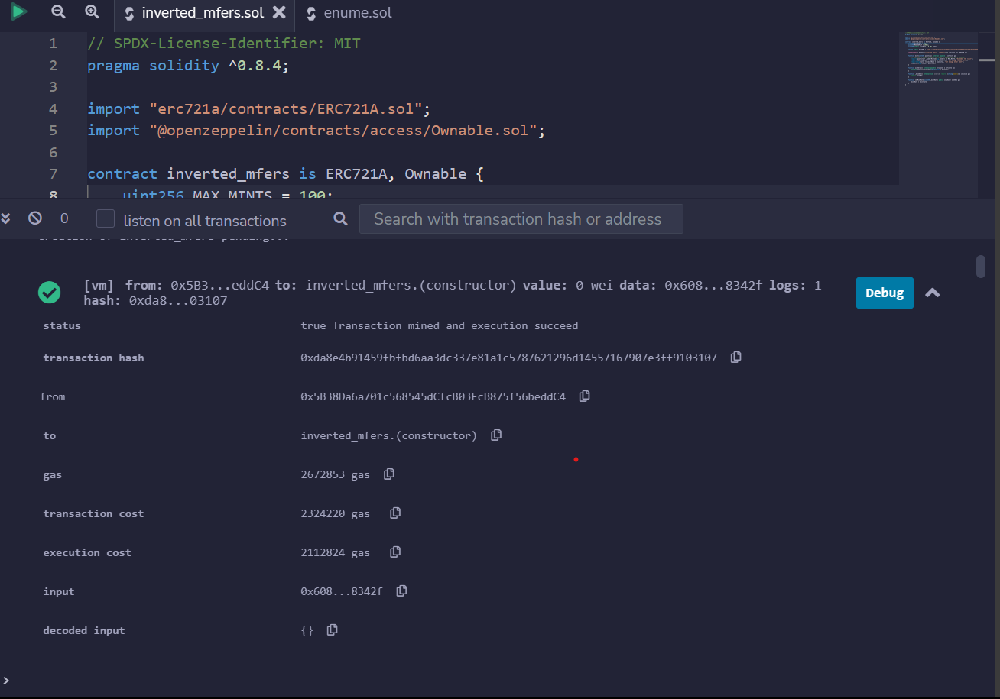 inverted_mfers.sol
enume.sol
1 // SPDX-License-Identifier: MIT
2 pragma solidity ^0.8.4;
3
4 import "erc721a/contracts/ERC721A.sol";
5 import "@openzeppelin/contracts/access/Ownable.sol";
6
7 contract inverted_mfers is ERC721A, Ownable {
8 uint256 MAX_MINTS = 100;
0 listen on all transactions Search with transaction hash or address
creation of inverted_mfers pending...
[vm] from: 0x5B3...eddC4 to: inverted_mfers.(constructor) value: 0 wei data: 0x608...8342f logs: 1
hash: 0xda8...03107
Debug
status true Transaction mined and execution succeed
transaction hash 0xda8e4b91459fbfbd6aa3dc337e81a1c5787621296d14557167907e3ff9103107
from 0x5B38Da6a701c568545dCfcB03FcB875f56beddC4
to inverted_mfers.(constructor)
gas 2672853 gas
transaction cost 2324220 gas
execution cost 2112824 gas
input 0x608...8342f
decoded input {}
>